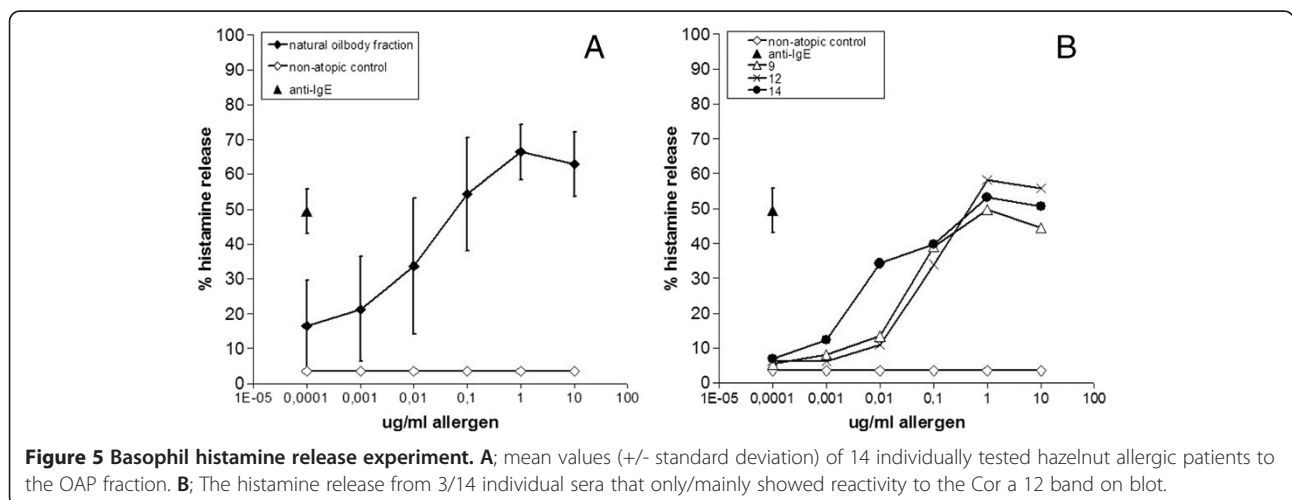 natural oilbody fraction
non-atopic control
anti-IgE
A
100
90
80
70
60
50
40
30
20
10
0
% histamine release
1E-05 0,0001 0,001 0,01 0,1 1 10 100
ug/ml allergen
non-atopic control
anti-IgE
9
12
14
B
100
90
80
70
60
50
40
30
20
10
0
% histamine release
1E-05 0,0001 0,001 0,01 0,1 1 10 100
ug/ml allergen
Figure 5 Basophil histamine release experiment. A; mean values (+/- standard deviation) of 14 individually tested hazelnut allergic patients to
the OAP fraction. B; The histamine release from 3/14 individual sera that only/mainly showed reactivity to the Cor a 12 band on blot.